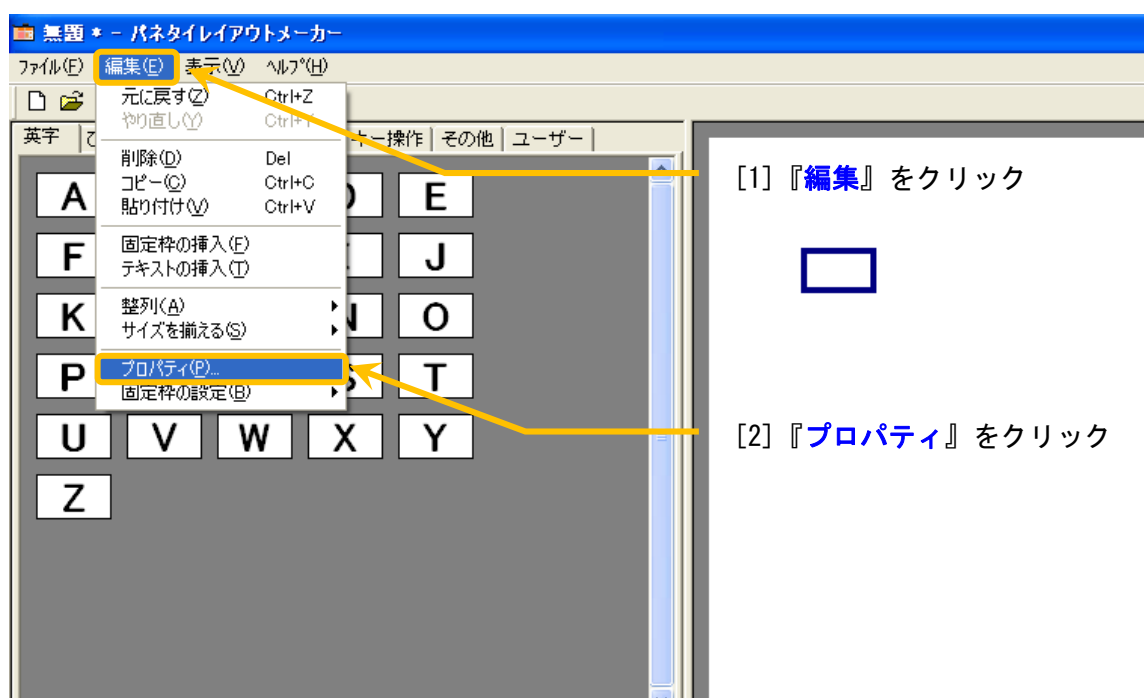 無題 * - パネタイレイアウトメーカー
ファイル(F) 編集(E) 表示(V) ヘルプ(H)
元に戻す(Z) Ctrl+Z
やり直し(Y) Ctrl+Y
英字 キー操作 その他 ユーザー
削除(D) Del
コピー(C) Ctrl+C
貼り付け(V) Ctrl+V
固定枠の挿入(F)
テキストの挿入(T)
整列(A)
サイズを揃える(S)
プロパティ(P)...
固定枠の設定(B)
A E
F J
K N O
P S T
U V W X Y
Z
[1]『編集』をクリック
[2]『プロパティ』をクリック